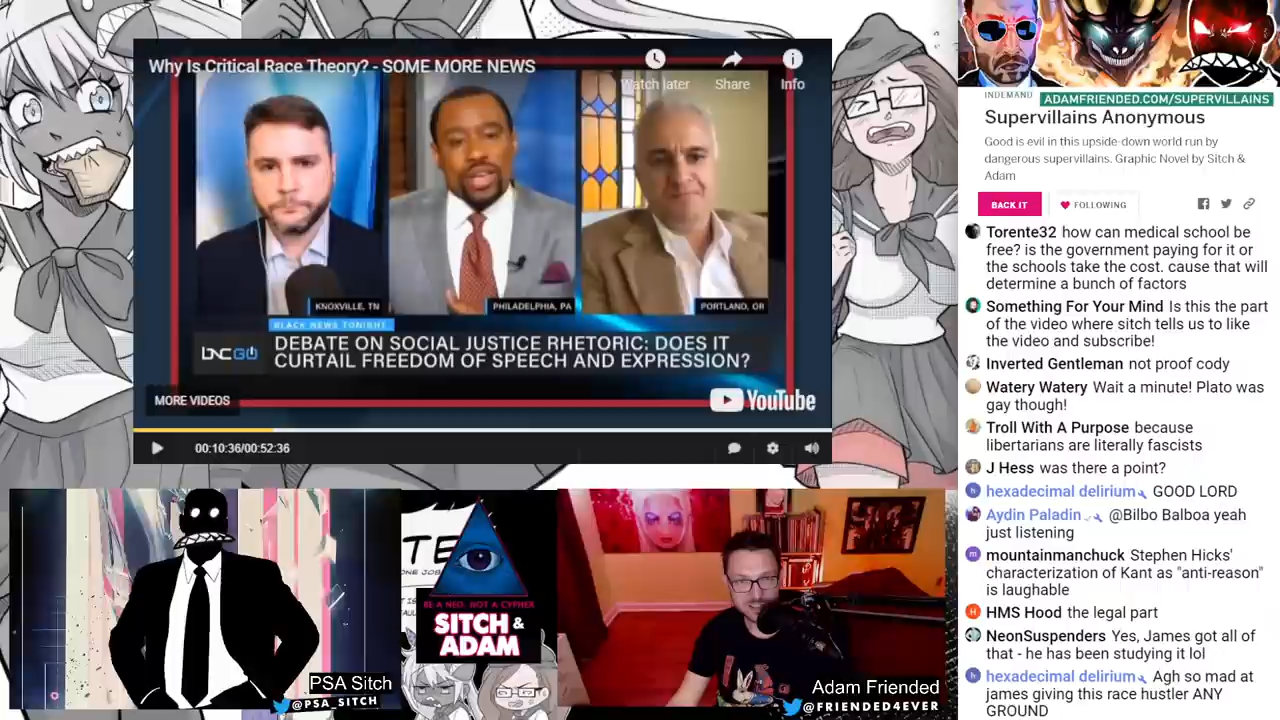 Why Is Critical Race Theory? - SOME MORE NEWS
Watch later
Share
Info
KNOXVILLE, TN
PHILADELPHIA, PA
PORTLAND, OR
BLACK NEWS TONIGHT
BNC GO
DEBATE ON SOCIAL JUSTICE RHETORIC: DOES IT
CURTAIL FREEDOM OF SPEECH AND EXPRESSION?
MORE VIDEOS
YouTube
00:10:36/00:52:36
BE A NEO, NOT A CYPHER
SITCH &
ADAM
PSA Sitch
@PSA_SITCH
Adam Friended
@FRIENDED4EVER
INDEMAND
ADAMFRIENDED.COM/SUPERVILLAINS
Supervillains Anonymous
Good is evil in this upside-down world run by
dangerous supervillains. Graphic Novel by Sitch &
Adam
BACK IT
FOLLOWING
Torente32 how can medical school be
free? is the government paying for it or
the schools take the cost. cause that will
determine a bunch of factors
Something For Your Mind Is this the part
of the video where sitch tells us to like
the video and subscribe!
Inverted Gentleman not proof cody
Watery Watery Wait a minute! Plato was
gay though!
Troll With A Purpose because
libertarians are literally fascists
J Hess was there a point?
hexadecimal delirium GOOD LORD
Aydin Paladin @Bilbo Balboa yeah
just listening
mountainmanchuck Stephen Hicks'
characterization of Kant as "anti-reason"
is laughable
HMS Hood the legal part
NeonSuspenders Yes, James got all of
that - he has been studying it lol
hexadecimal delirium Agh so mad at
james giving this race hustler ANY
GROUND